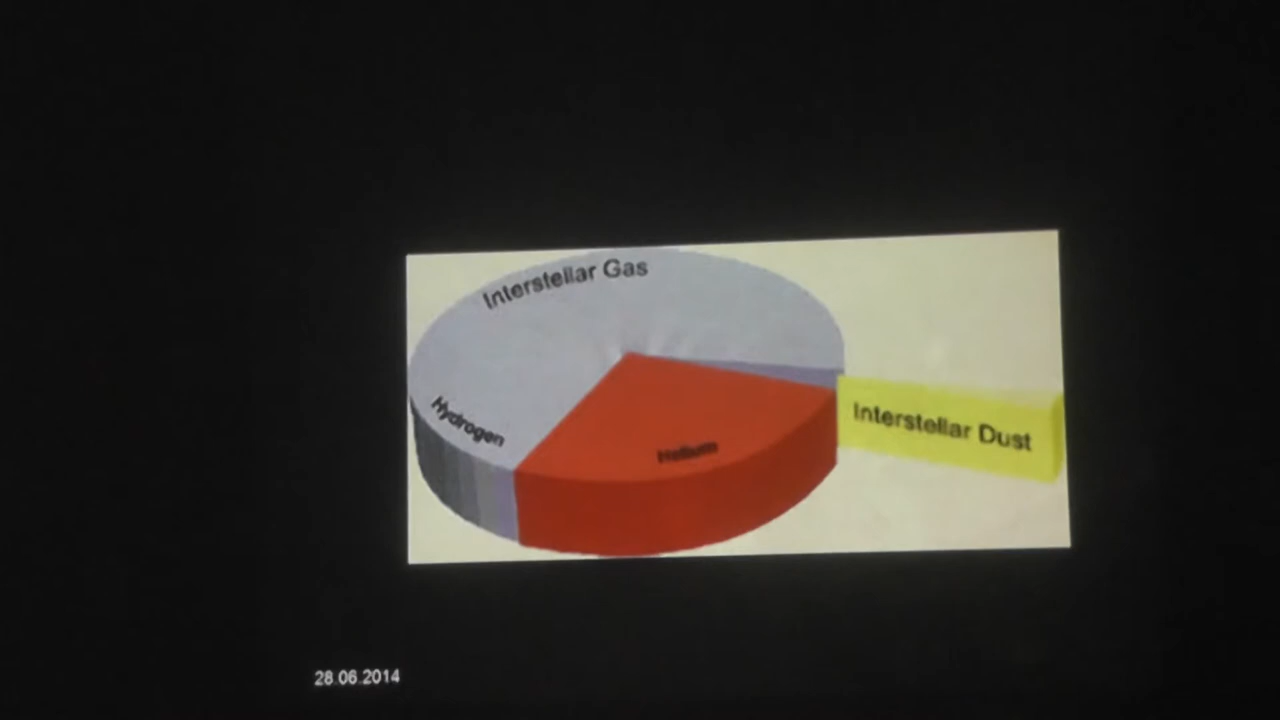 Interstellar Gas
Hydrogen
Helium
Interstellar Dust
28.06.2014